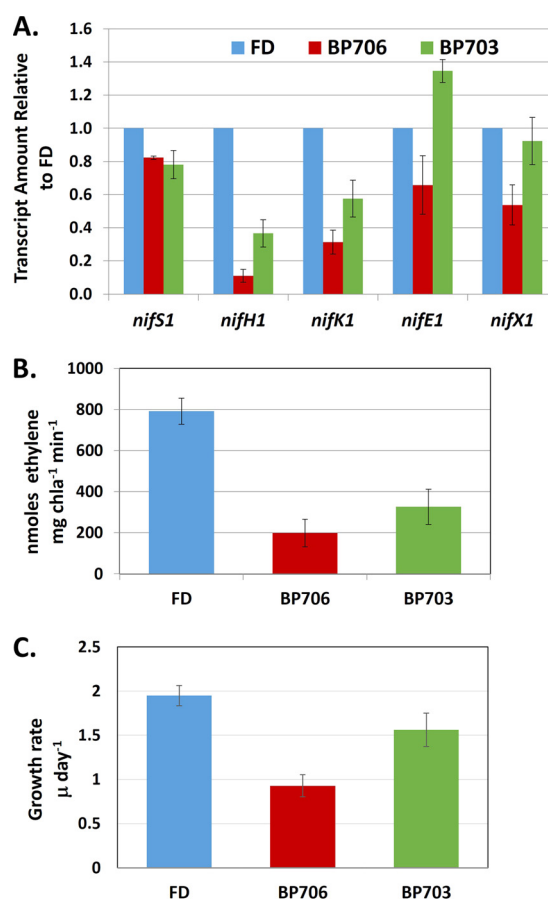 A.
FD BP706 BP703
Transcript Amount Relative
to FD
1.6
1.4
1.2
1.0
0.8
0.6
0.4
0.2
0.0
nifS1 nifH1 nifK1 nifE1 nifX1
B.
nmoles ethylene
mg chla⁻¹ min⁻¹
1000
800
600
400
200
0
FD BP706 BP703
C.
Growth rate
µ day⁻¹
2.5
2
1.5
1
0.5
0
FD BP706 BP703